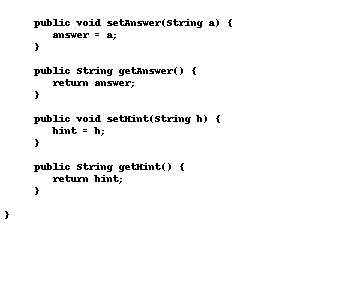 public void setAnswer(String a) {
answer = a;
}
public String getAnswer() {
return answer;
}
public void setHint(String h) {
hint = h;
}
public String getHint() {
return hint;
}
}